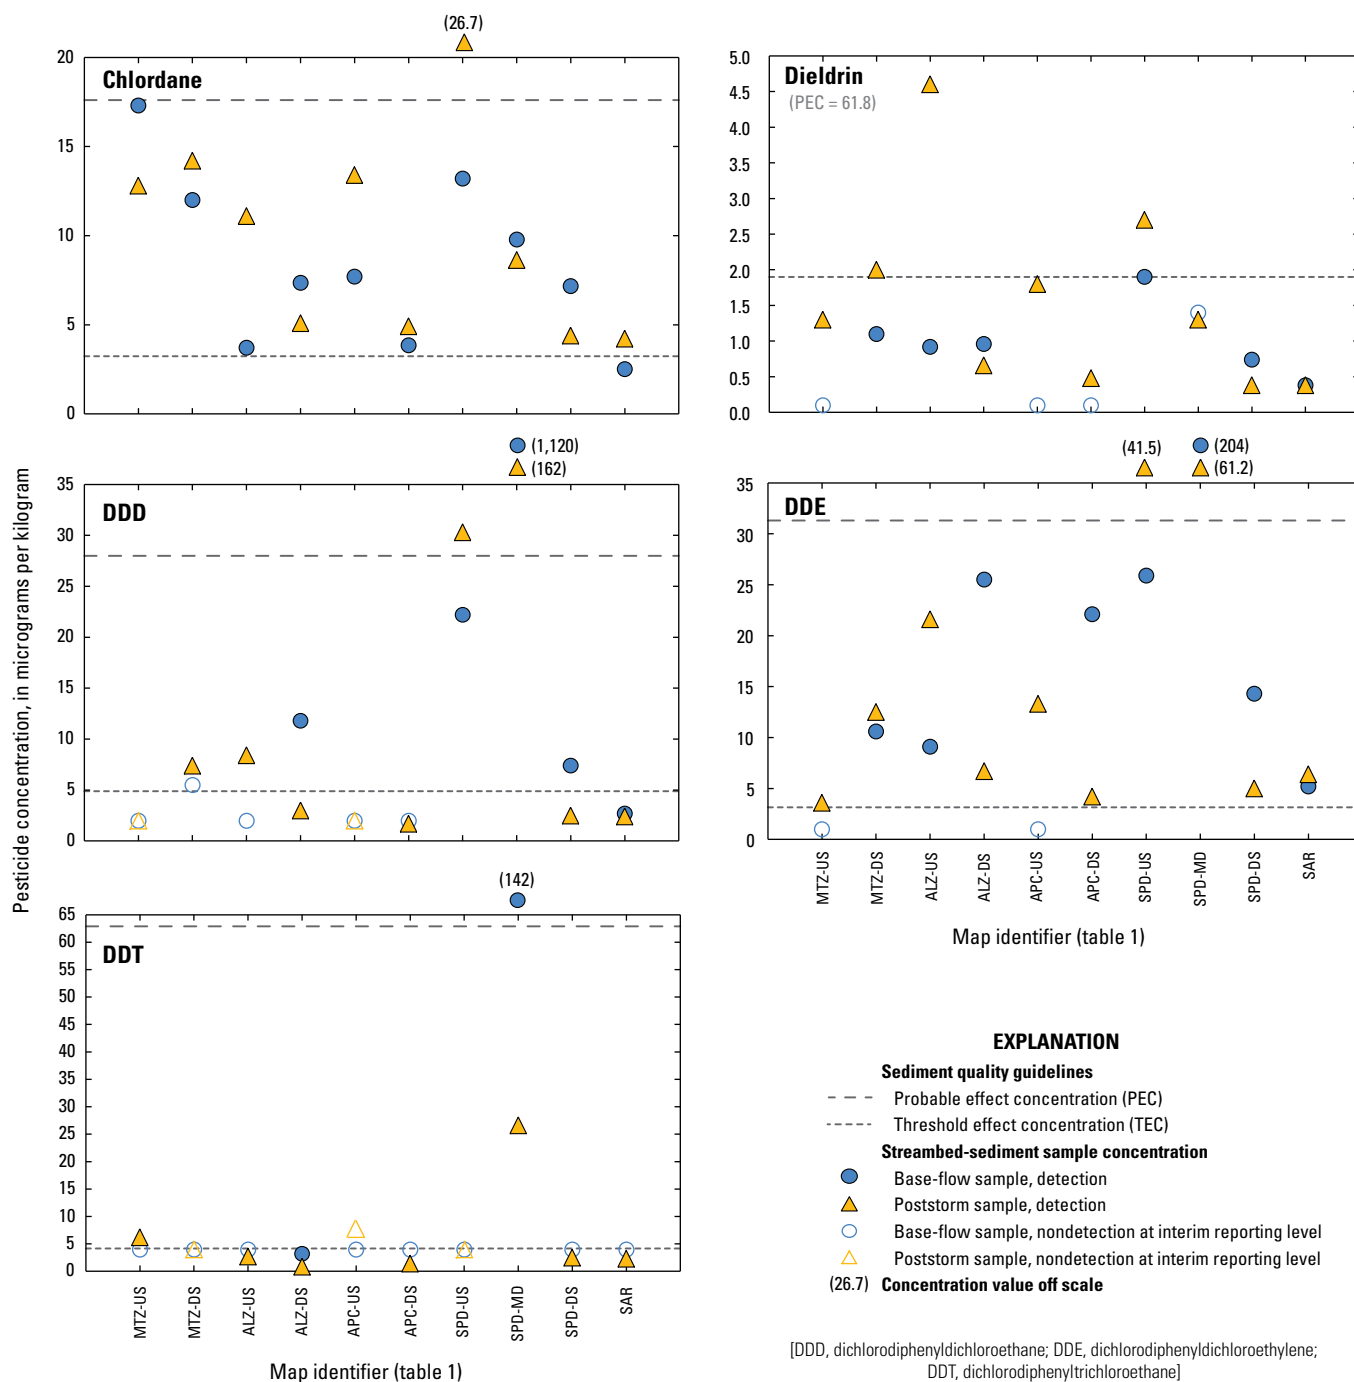 Pesticide concentration, in micrograms per kilogram
(26.7)
Chlordane
20
15
10
5
0
Dieldrin
(PEC = 61.8)
5.0
4.5
4.0
3.5
3.0
2.5
2.0
1.5
1.0
0.5
0.0
(1,120)
(162)
DDD
35
30
25
20
15
10
5
0
(41.5)
(204)
(61.2)
DDE
35
30
25
20
15
10
5
0
MTZ-US
MTZ-DS
ALZ-US
ALZ-DS
APC-US
APC-DS
SPD-US
SPD-MD
SPD-DS
SAR
Map identifier (table 1)
(142)
DDT
65
60
55
50
45
40
35
30
25
20
15
10
5
0
MTZ-US
MTZ-DS
ALZ-US
ALZ-DS
APC-US
APC-DS
SPD-US
SPD-MD
SPD-DS
SAR
Map identifier (table 1)
EXPLANATION
Sediment quality guidelines
Probable effect concentration (PEC)
Threshold effect concentration (TEC)
Streambed-sediment sample concentration
Base-flow sample, detection
Poststorm sample, detection
Base-flow sample, nondetection at interim reporting level
Poststorm sample, nondetection at interim reporting level
(26.7) Concentration value off scale
[DDD, dichlorodiphenyldichloroethane; DDE, dichlorodiphenyldichloroethylene;
DDT, dichlorodiphenyltrichloroethane]